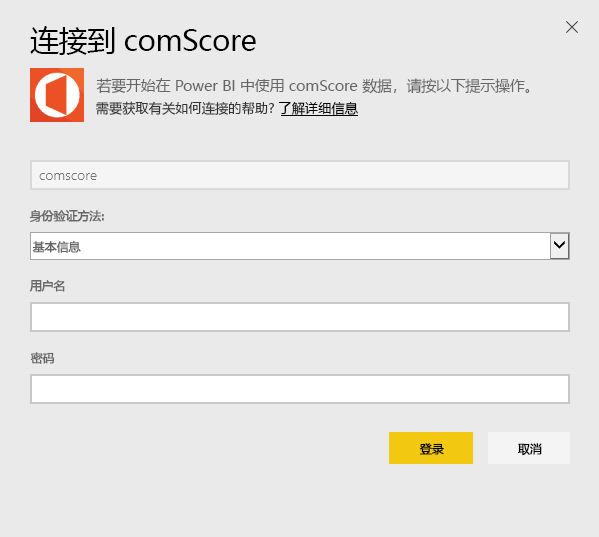 连接到 comScore
若要开始在 Power BI 中使用 comScore 数据，请按以下提示操作。
需要获取有关如何连接的帮助? 了解详细信息
comscore
身份验证方法:
基本信息
用户名
密码
登录
取消